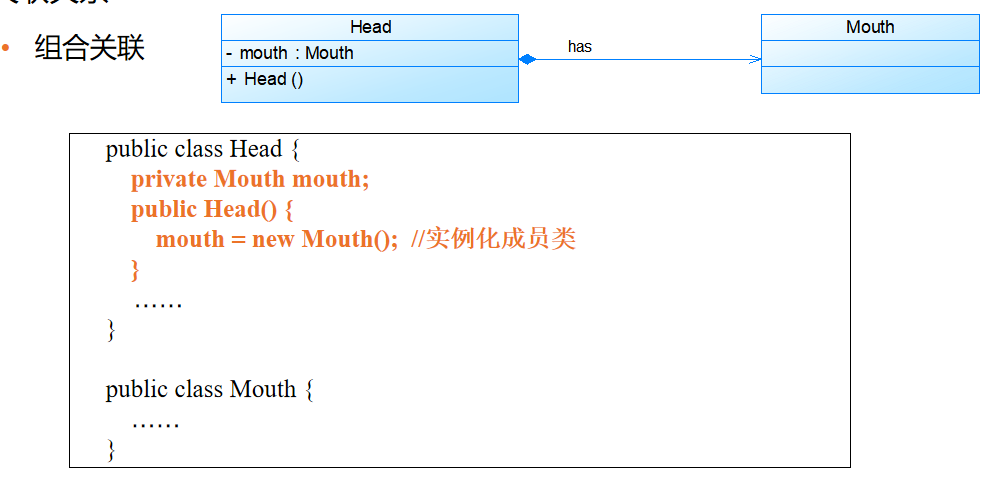 组合关联
Head
- mouth : Mouth
+ Head ()
has
Mouth
public class Head {
private Mouth mouth;
public Head() {
mouth = new Mouth(); //实例化成员类
}
……
}
public class Mouth {
……
}